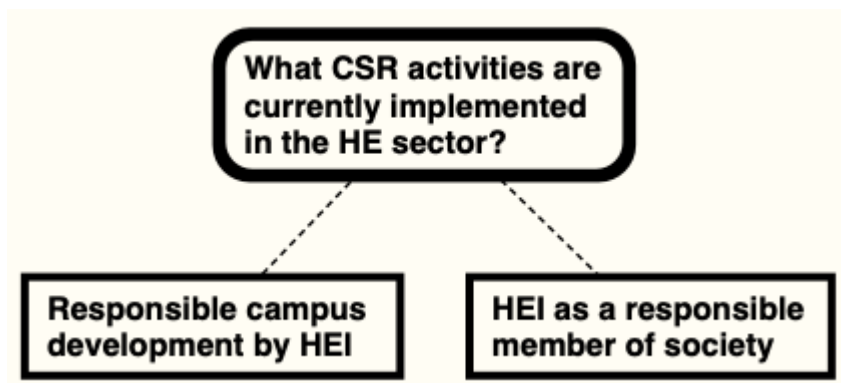 What CSR activities are
currently implemented
in the HE sector?
Responsible campus
development by HEI
HEI as a responsible
member of society